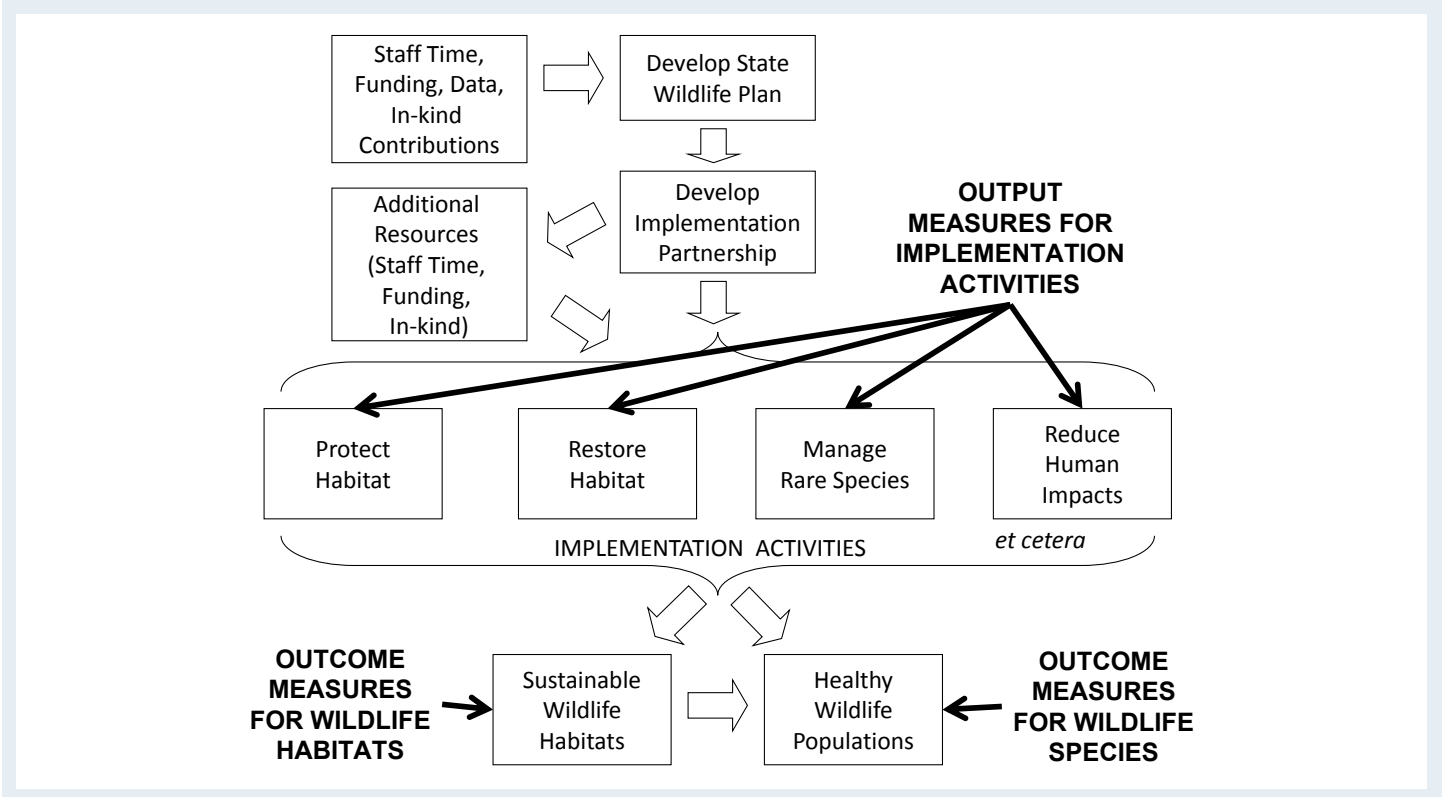 Staff Time,
Funding, Data,
In-kind
Contributions
Develop State
Wildlife Plan
Additional
Resources
(Staff Time,
Funding,
In-kind)
Develop
Implementation
Partnership
OUTPUT
MEASURES FOR
IMPLEMENTATION
ACTIVITIES
Protect
Habitat
Restore
Habitat
Manage
Rare Species
Reduce
Human
Impacts
IMPLEMENTATION ACTIVITIES
et cetera
OUTCOME
MEASURES
FOR WILDLIFE
HABITATS
Sustainable
Wildlife
Habitats
Healthy
Wildlife
Populations
OUTCOME
MEASURES
FOR WILDLIFE
SPECIES